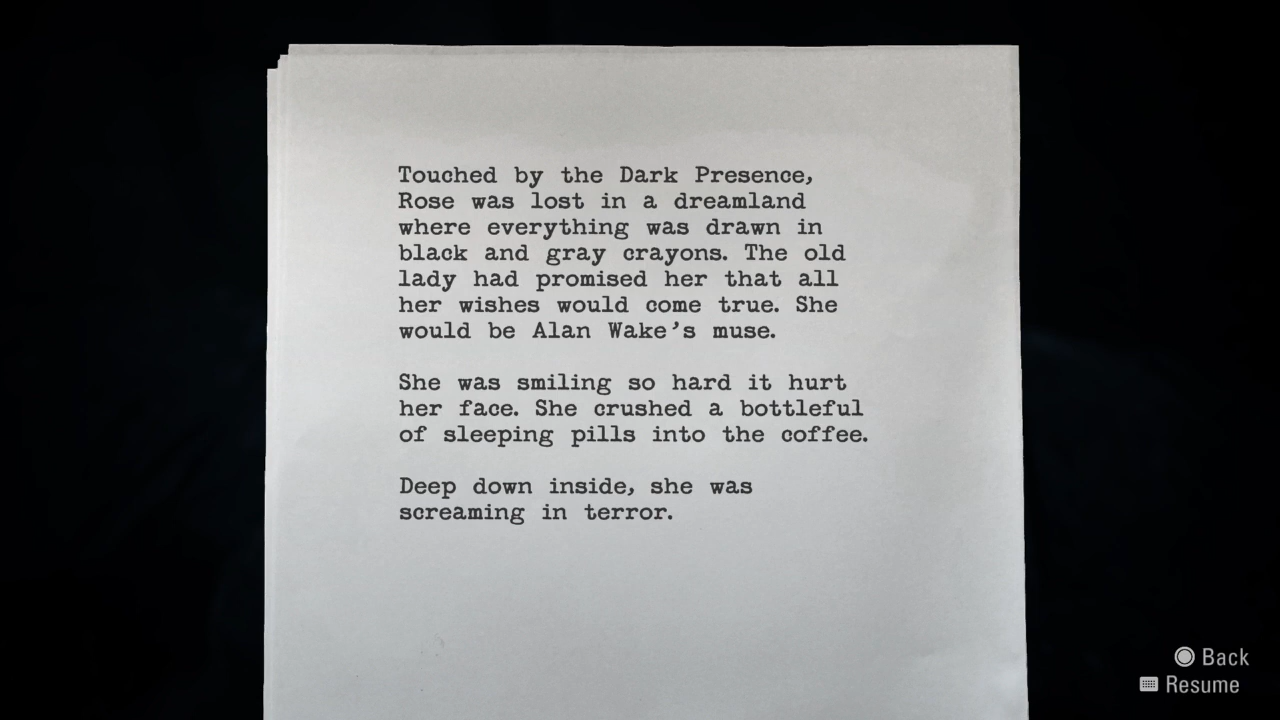 Touched by the Dark Presence,
Rose was lost in a dreamland
where everything was drawn in
black and gray crayons. The old
lady had promised her that all
her wishes would come true. She
would be Alan Wake's muse.
She was smiling so hard it hurt
her face. She crushed a bottleful
of sleeping pills into the coffee.
Deep down inside, she was
screaming in terror.
Back
Resume